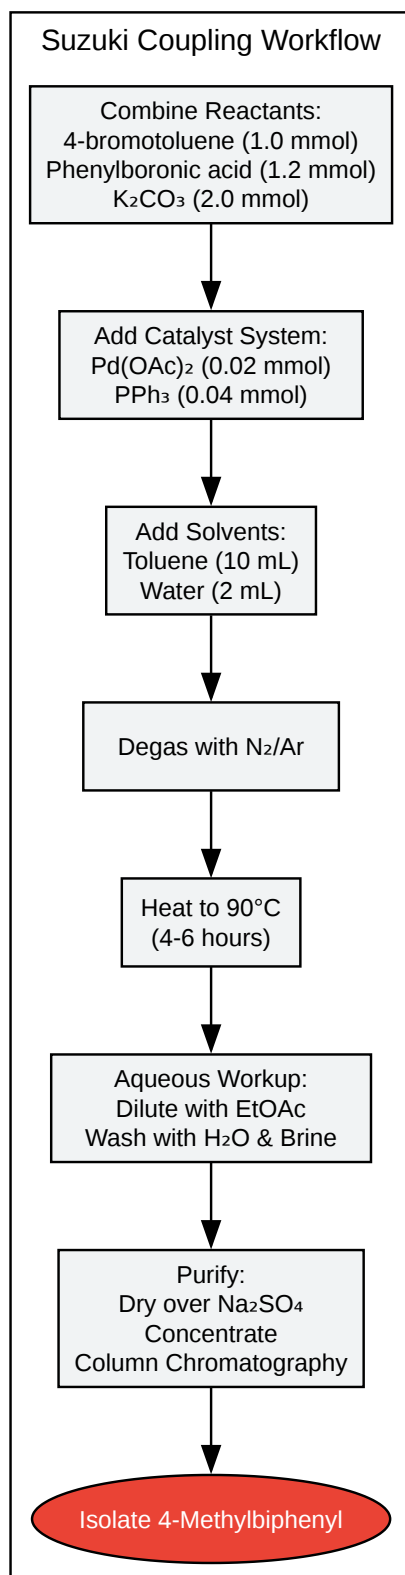 Suzuki Coupling Workflow
Combine Reactants:
4-bromotoluene (1.0 mmol)
Phenylboronic acid (1.2 mmol)
K₂CO₃ (2.0 mmol)
Add Catalyst System:
Pd(OAc)₂ (0.02 mmol)
PPh₃ (0.04 mmol)
Add Solvents:
Toluene (10 mL)
Water (2 mL)
Degas with N₂/Ar
Heat to 90°C
(4-6 hours)
Aqueous Workup:
Dilute with EtOAc
Wash with H₂O & Brine
Purify:
Dry over Na₂SO₄
Concentrate
Column Chromatography
Isolate 4-Methylbiphenyl